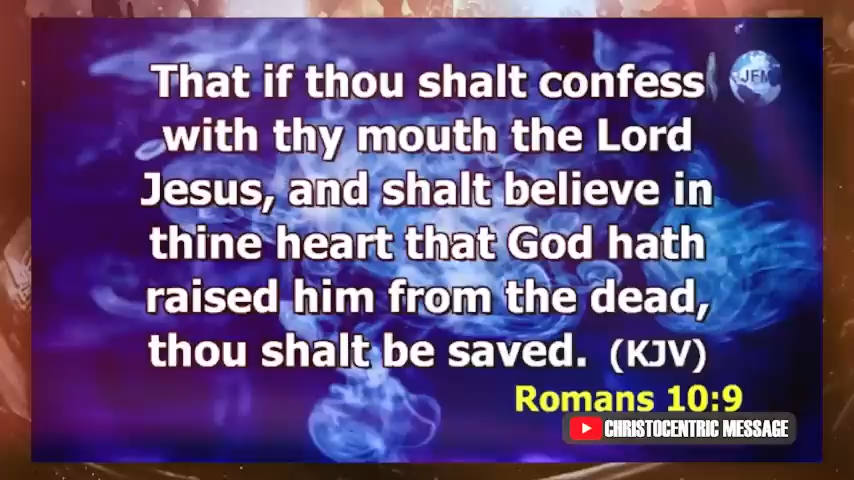 That if thou shalt confess
JFM
with thy mouth the Lord
Jesus, and shalt believe in
thine heart that God hath
raised him from the dead,
thou shalt be saved. (KJV)
Romans 10:9
CHRISTOCENTRIC MESSAGE